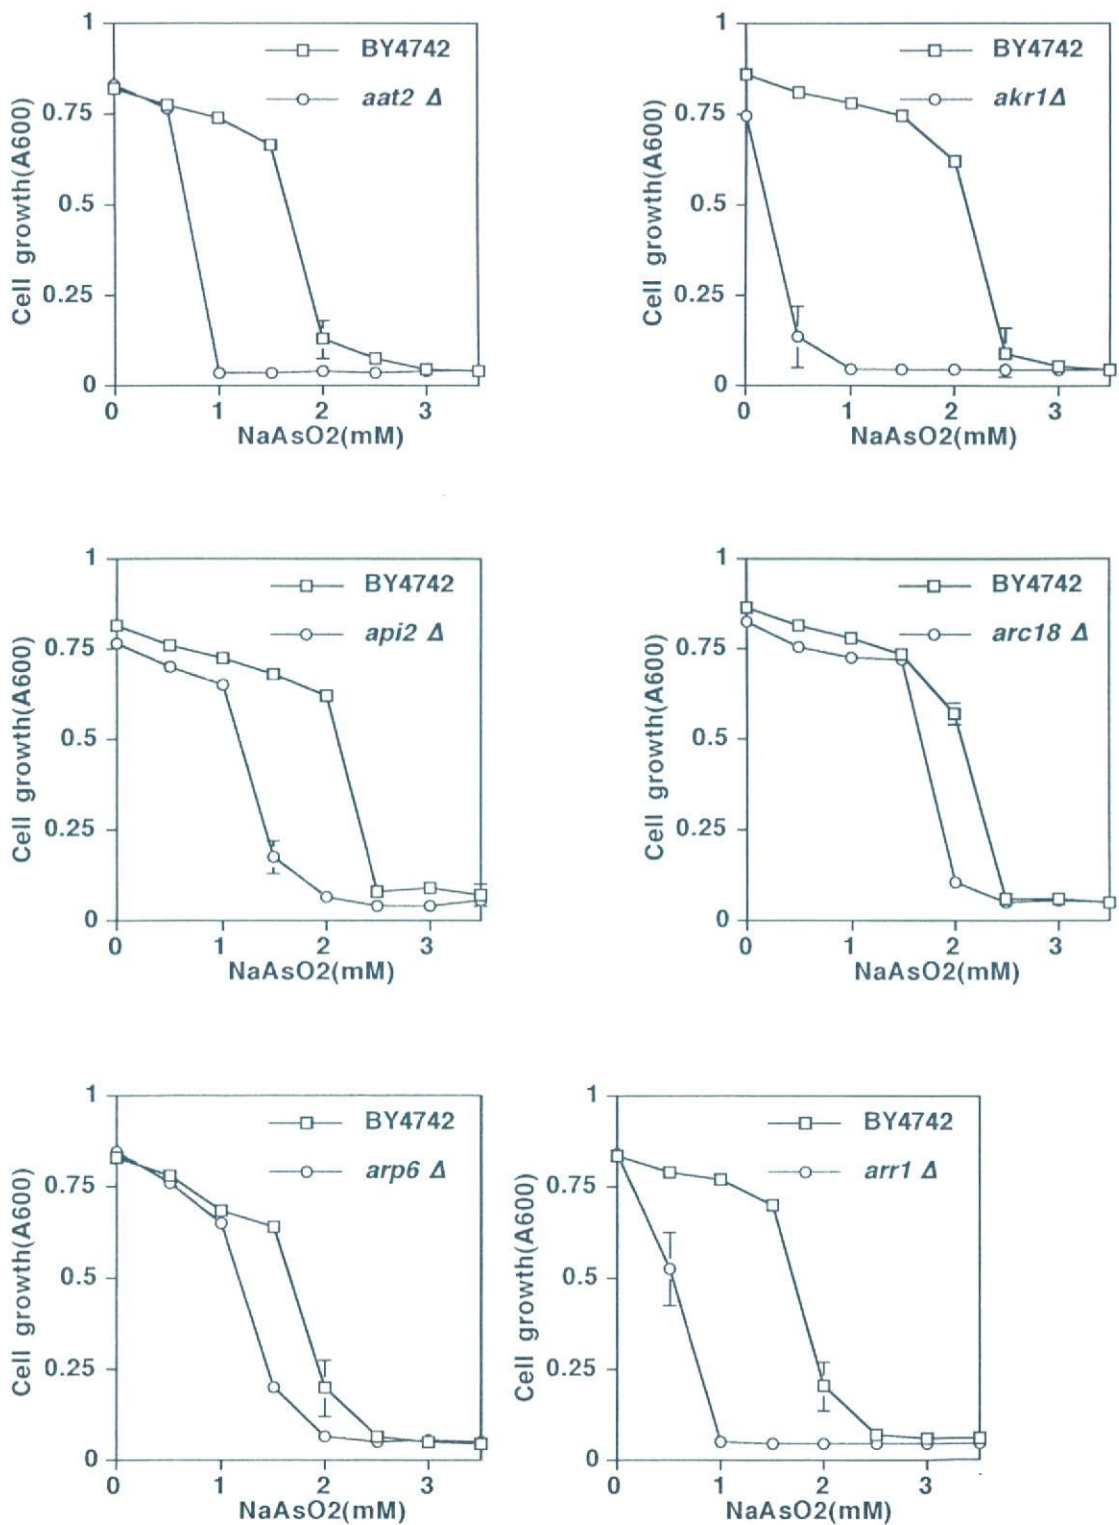 1
BY4742
aat2 Δ
0.75
0.5
0.25
0
Cell growth(A600)
0 1 2 3
NaAsO2(mM)
1
BY4742
akr1Δ
0.75
0.5
0.25
0
Cell growth(A600)
0 1 2 3
NaAsO2(mM)
1
BY4742
api2 Δ
0.75
0.5
0.25
0
Cell growth(A600)
0 1 2 3
NaAsO2(mM)
1
BY4742
arc18 Δ
0.75
0.5
0.25
0
Cell growth(A600)
0 1 2 3
NaAsO2(mM)
1
BY4742
arp6 Δ
0.75
0.5
0.25
0
Cell growth(A600)
0 1 2 3
NaAsO2(mM)
1
BY4742
arr1 Δ
0.75
0.5
0.25
0
Cell growth(A600)
0 1 2 3
NaAsO2(mM)